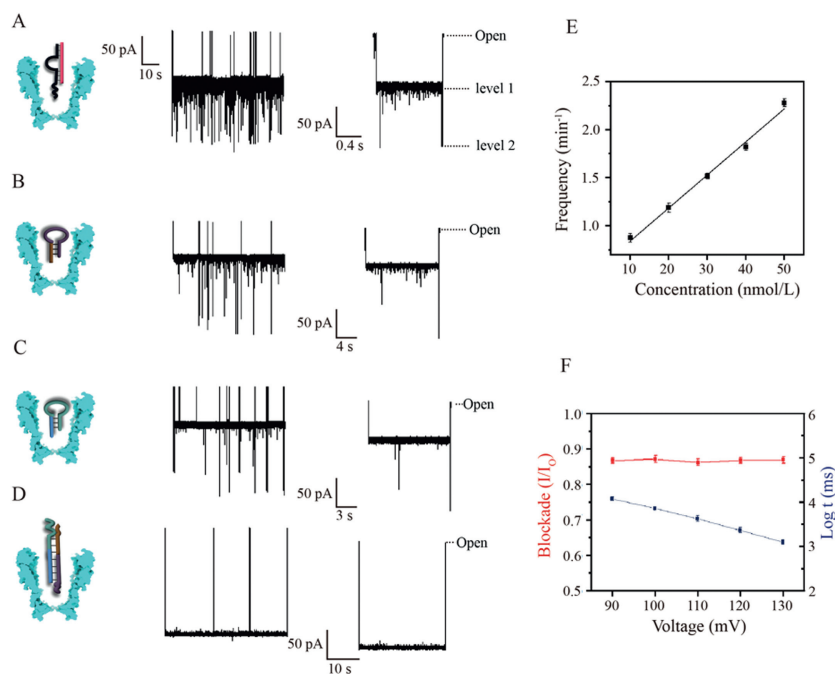 A
50 pA
10 s
Open
level 1
50 pA
0.4 s
level 2
B
Open
50 pA
4 s
C
Open
50 pA
3 s
D
Open
50 pA
10 s
E
Frequency (min⁻¹)
2.5
2.0
1.5
1.0
10 20 30 40 50
Concentration (nmol/L)
F
Blockade (I/I_O)
1.0
0.9
0.8
0.7
0.6
0.5
6
5
4
3
2
Log t (ms)
90 100 110 120 130
Voltage (mV)